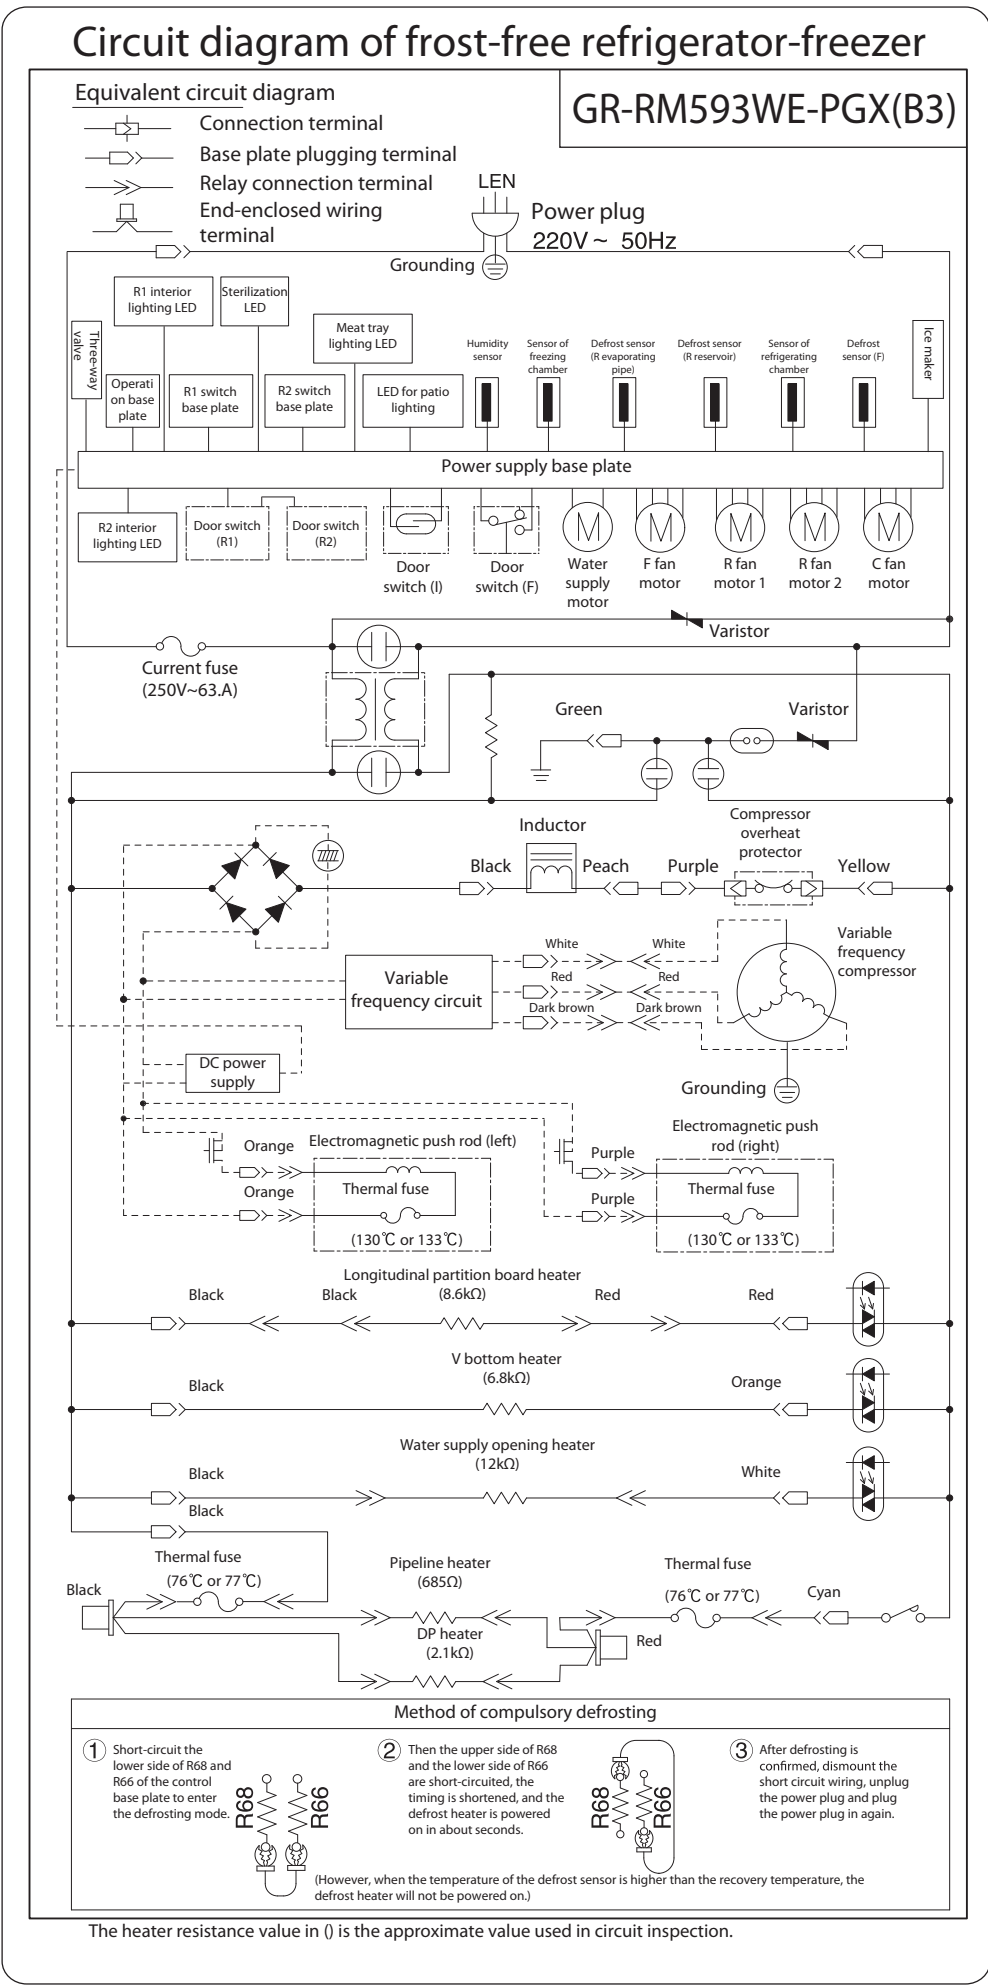 Circuit diagram of frost-free refrigerator-freezer
Equivalent circuit diagram
GR-RM593WE-PGX(B3)
Connection terminal
Base plate plugging terminal
Relay connection terminal
End-enclosed wiring
terminal
LEN
Power plug
220V ~ 50Hz
Grounding
R1 interior
lighting LED
Sterilization
LED
Meat tray
lighting LED
Three-way
valve
Operati
on base
plate
R1 switch
base plate
R2 switch
base plate
LED for patio
lighting
Humidity
sensor
Sensor of
freezing
chamber
Defrost sensor
(R evaporating
pipe)
Defrost sensor
(R reservoir)
Sensor of
refrigerating
chamber
Defrost
sensor (F)
Ice maker
Power supply base plate
R2 interior
lighting LED
Door switch
(R1)
Door switch
(R2)
Door
switch (I)
Door
switch (F)
M
Water
supply
motor
M
F fan
motor
M
R fan
motor 1
M
R fan
motor 2
M
C fan
motor
Varistor
Current fuse
(250V~63.A)
Green
Varistor
Inductor
Compressor
overheat
protector
Black
Peach
Purple
Yellow
Variable
frequency circuit
White
White
Red
Red
Dark brown
Dark brown
Variable
frequency
compressor
DC power
supply
Grounding
Orange
Electromagnetic push rod (left)
Orange
Thermal fuse
(130℃ or 133℃)
Electromagnetic push
rod (right)
Purple
Purple
Thermal fuse
(130℃ or 133℃)
Longitudinal partition board heater
(8.6kΩ)
Black
Black
Red
Red
V bottom heater
(6.8kΩ)
Black
Orange
Water supply opening heater
(12kΩ)
Black
White
Black
Thermal fuse
(76℃ or 77℃)
Black
Pipeline heater
(685Ω)
Thermal fuse
(76℃ or 77℃)
Cyan
DP heater
(2.1kΩ)
Red
Method of compulsory defrosting
1 Short-circuit the
lower side of R68 and
R66 of the control
base plate to enter
the defrosting mode.
R68
R66
2 Then the upper side of R68
and the lower side of R66
are short-circuited, the
timing is shortened, and the
defrost heater is powered
on in about seconds.
R68
R66
3 After defrosting is
confirmed, dismount the
short circuit wiring, unplug
the power plug and plug
the power plug in again.
(However, when the temperature of the defrost sensor is higher than the recovery temperature, the
defrost heater will not be powered on.)
The heater resistance value in () is the approximate value used in circuit inspection.